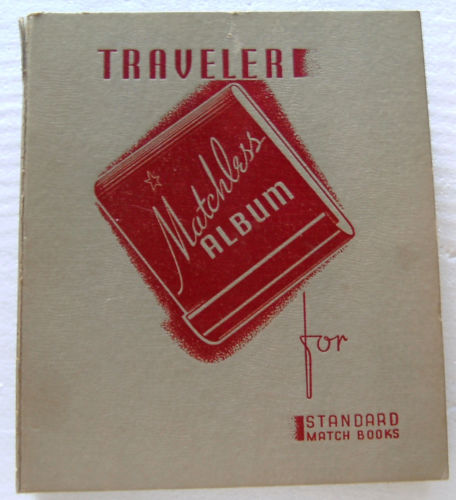 TRAVELER
Matchless
ALBUM
for
STANDARD
MATCH BOOKS